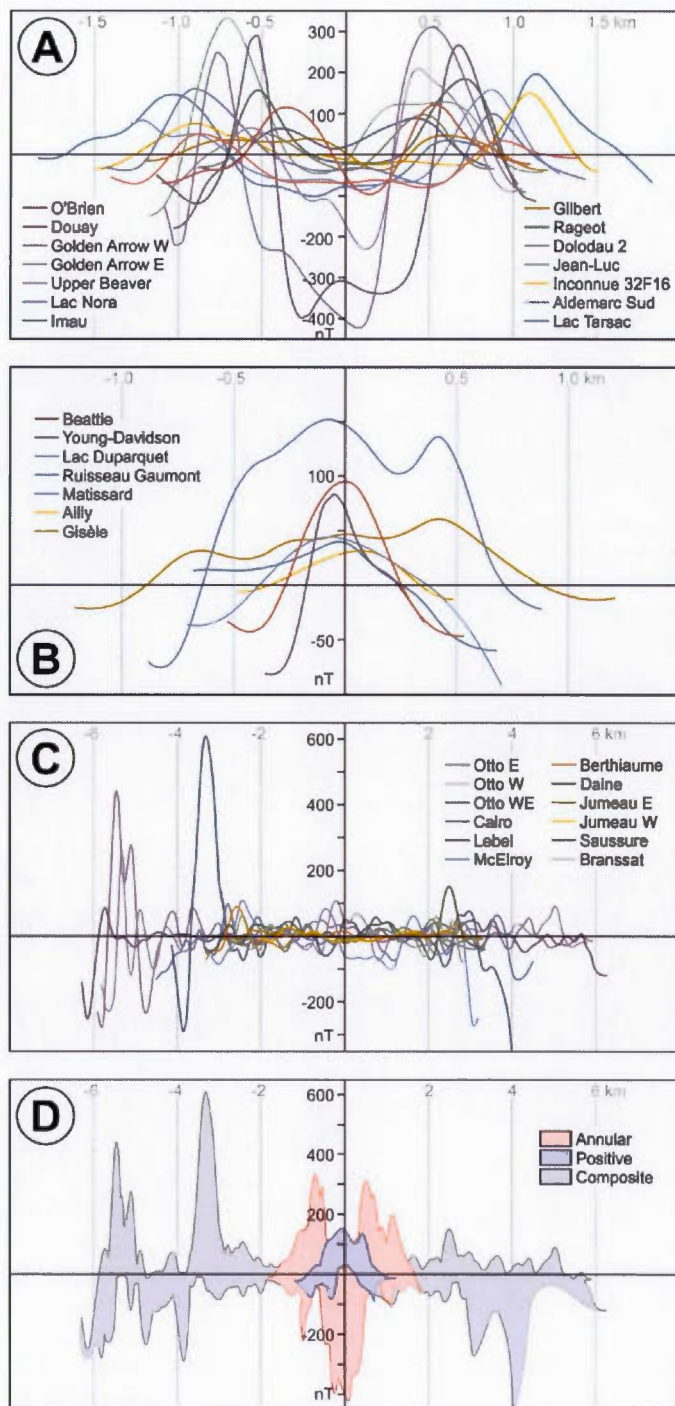 A
-1.5 -1.0 -0.5 0.5 1.0 1.5 km
300
200
100
-200
-300
-400
nT
O'Brien
Douay
Golden Arrow W
Golden Arrow E
Upper Beaver
Lac Nora
Imau
Gilbert
Rageot
Dolodau 2
Jean-Luc
Inconnue 32F16
Aldemarc Sud
Lac Tarsac
B
-1.0 -0.5 0.5 1.0 km
100
-50
nT
Beattie
Young-Davidson
Lac Duparquet
Ruisseau Gaumont
Matissard
Ailly
Gisèle
C
-6 -4 -2 2 4 6 km
600
400
200
-200
nT
Otto E
Otto W
Otto WE
Cairo
Lebel
McElroy
Berthiaume
Daine
Jumeau E
Jumeau W
Saussure
Branssat
D
-6 -4 -2 2 4 6 km
600
400
200
-200
nT
Annular
Positive
Composite